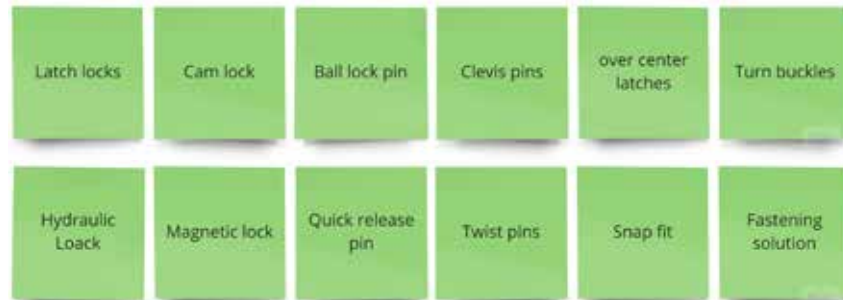 Latch locks
Cam lock
Ball lock pin
Clevis pins
over center
latches
Turn buckles
Hydraulic
Loack
Magnetic lock
Quick release
pin
Twist pins
Snap fit
Fastening
solution